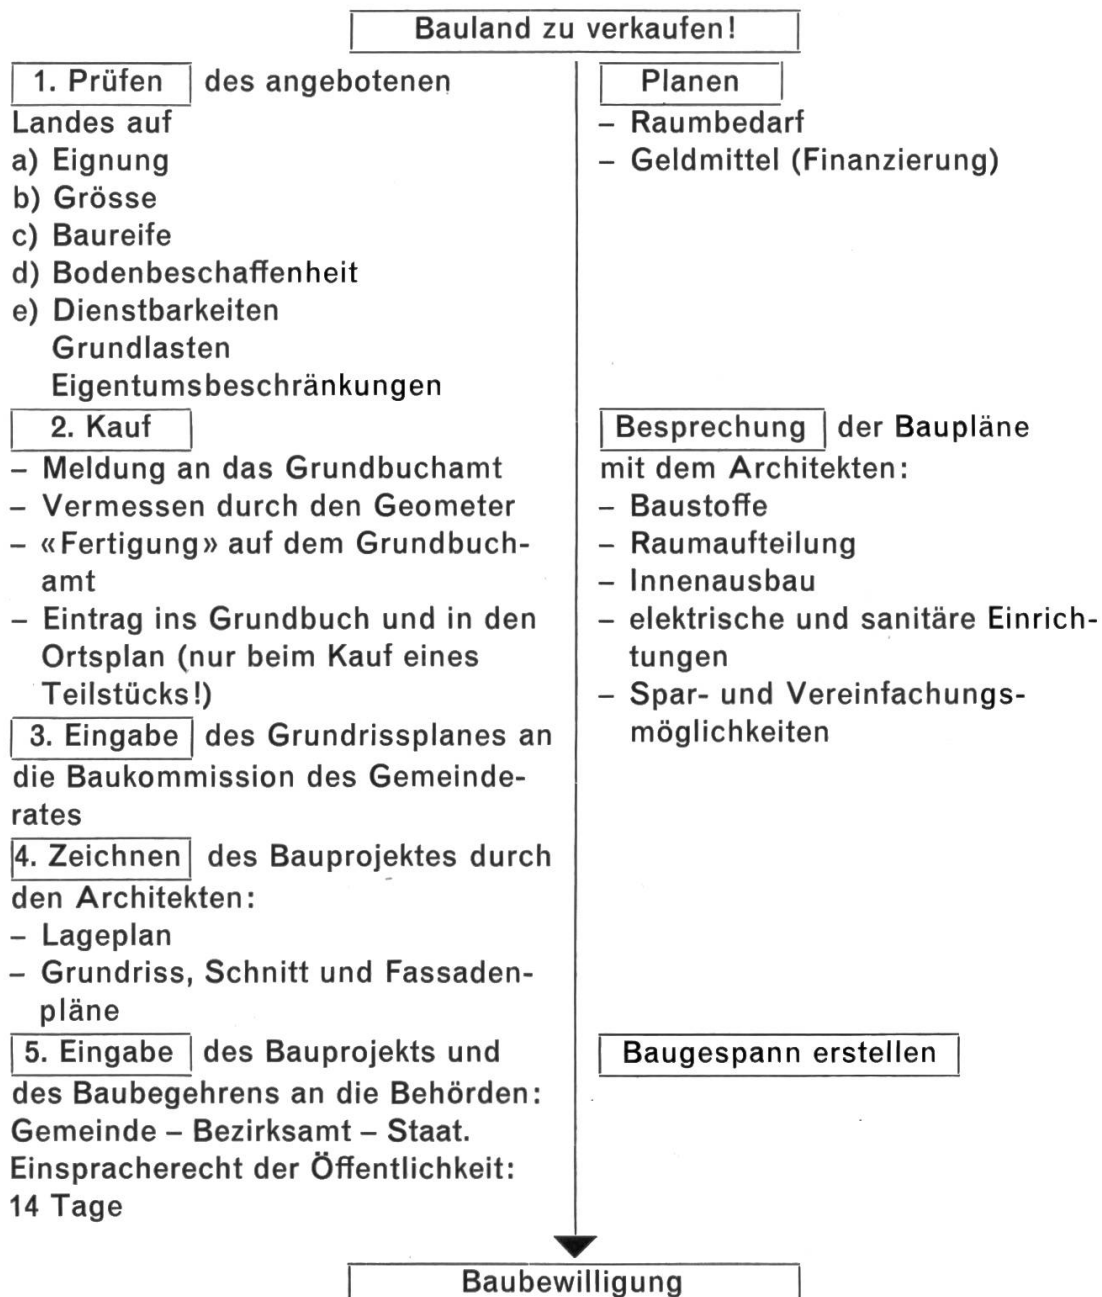 Bauland zu verkaufen!
1. Prüfen des angebotenen
Landes auf
a) Eignung
b) Grösse
c) Baureife
d) Bodenbeschaffenheit
e) Dienstbarkeiten
Grundlasten
Eigentumsbeschränkungen
2. Kauf
– Meldung an das Grundbuchamt
– Vermessen durch den Geometer
– «Fertigung» auf dem Grundbuch-
amt
– Eintrag ins Grundbuch und in den
Ortsplan (nur beim Kauf eines
Teilstücks!)
3. Eingabe des Grundrissplanes an
die Baukommission des Gemeinde-
rates
4. Zeichnen des Bauprojektes durch
den Architekten:
– Lageplan
– Grundriss, Schnitt und Fassaden-
pläne
5. Eingabe des Bauprojekts und
des Baubegehrens an die Behörden:
Gemeinde – Bezirksamt – Staat.
Einspracherecht der Öffentlichkeit:
14 Tage
Planen
– Raumbedarf
– Geldmittel (Finanzierung)
Besprechung der Baupläne
mit dem Architekten:
– Baustoffe
– Raumaufteilung
– Innenausbau
– elektrische und sanitäre Einrich-
tungen
– Spar- und Vereinfachungs-
möglichkeiten
Baugespann erstellen
Baubewilligung